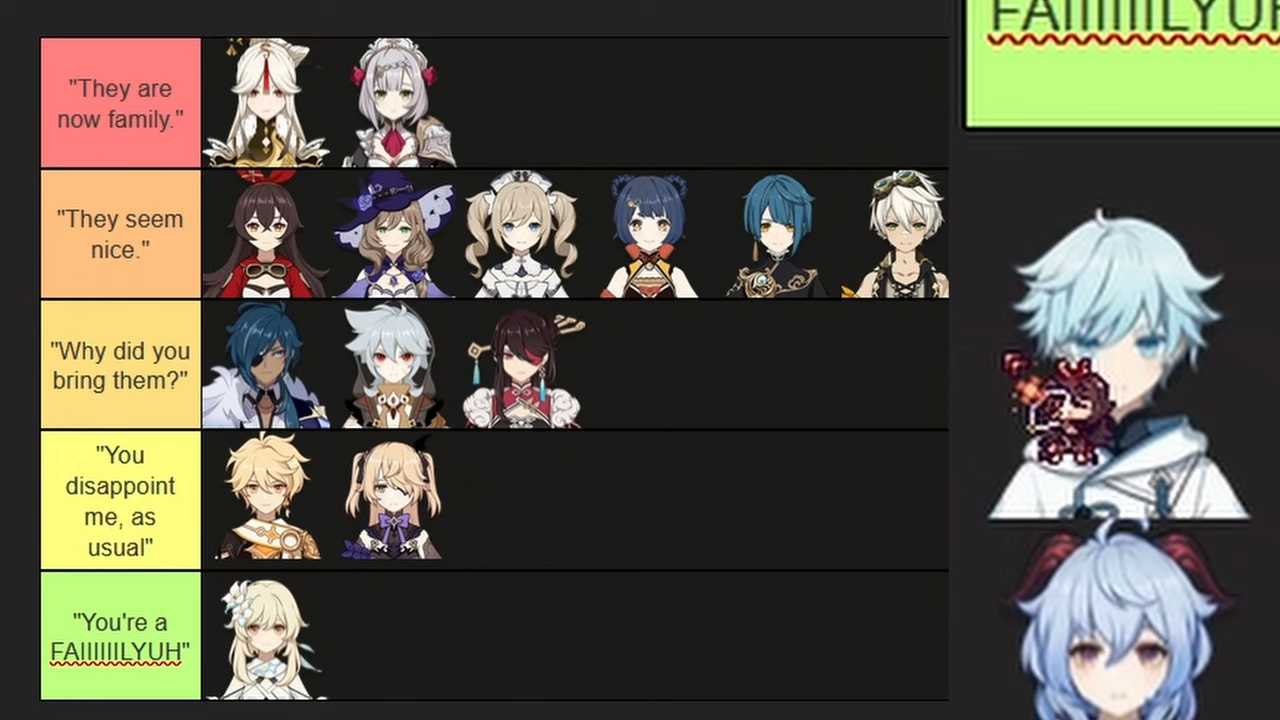 "They are
now family."
"They seem
nice."
"Why did you
bring them?"
"You
disappoint
me, as
usual"
"You're a
FAIIIIIILYUH"